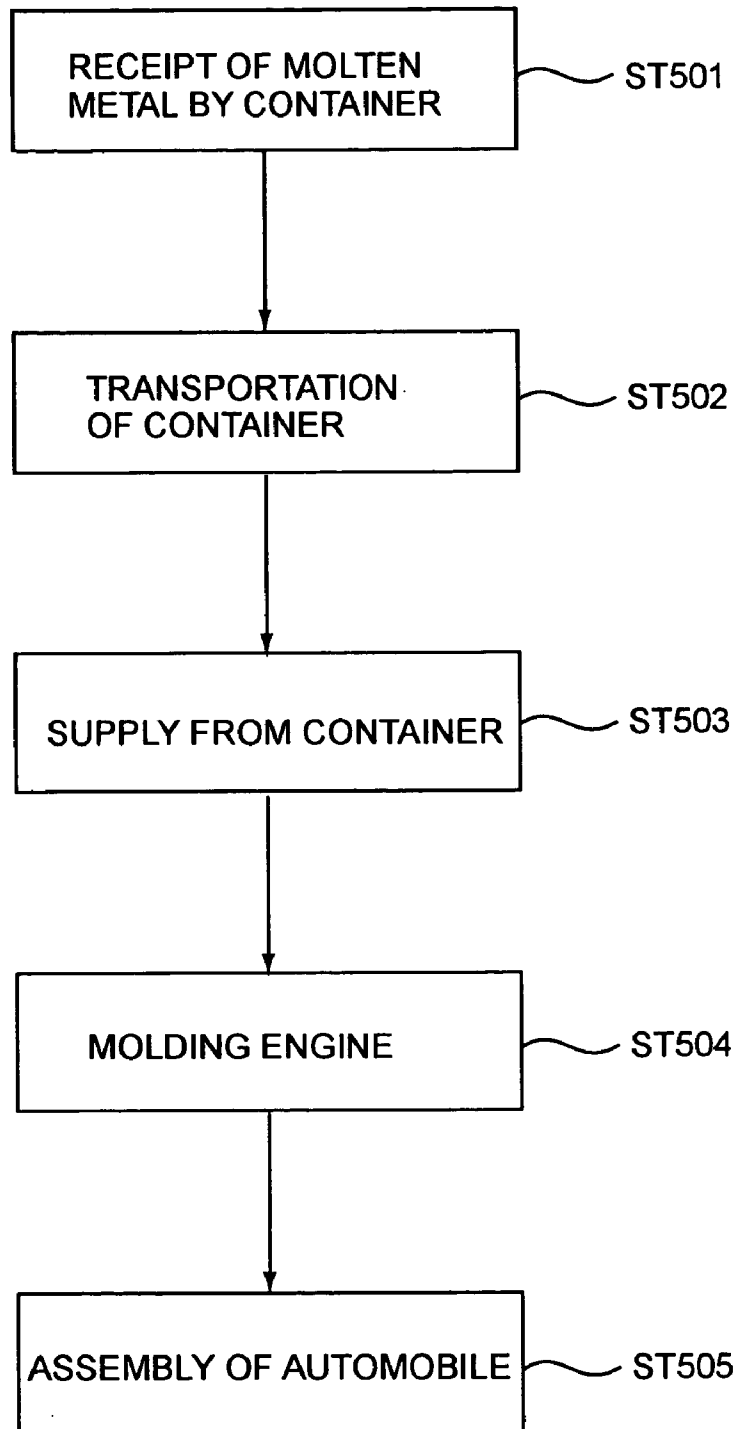 RECEIPT OF MOLTEN
METAL BY CONTAINER
ST501
TRANSPORTATION
OF CONTAINER
ST502
SUPPLY FROM CONTAINER
ST503
MOLDING ENGINE
ST504
ASSEMBLY OF AUTOMOBILE
ST505